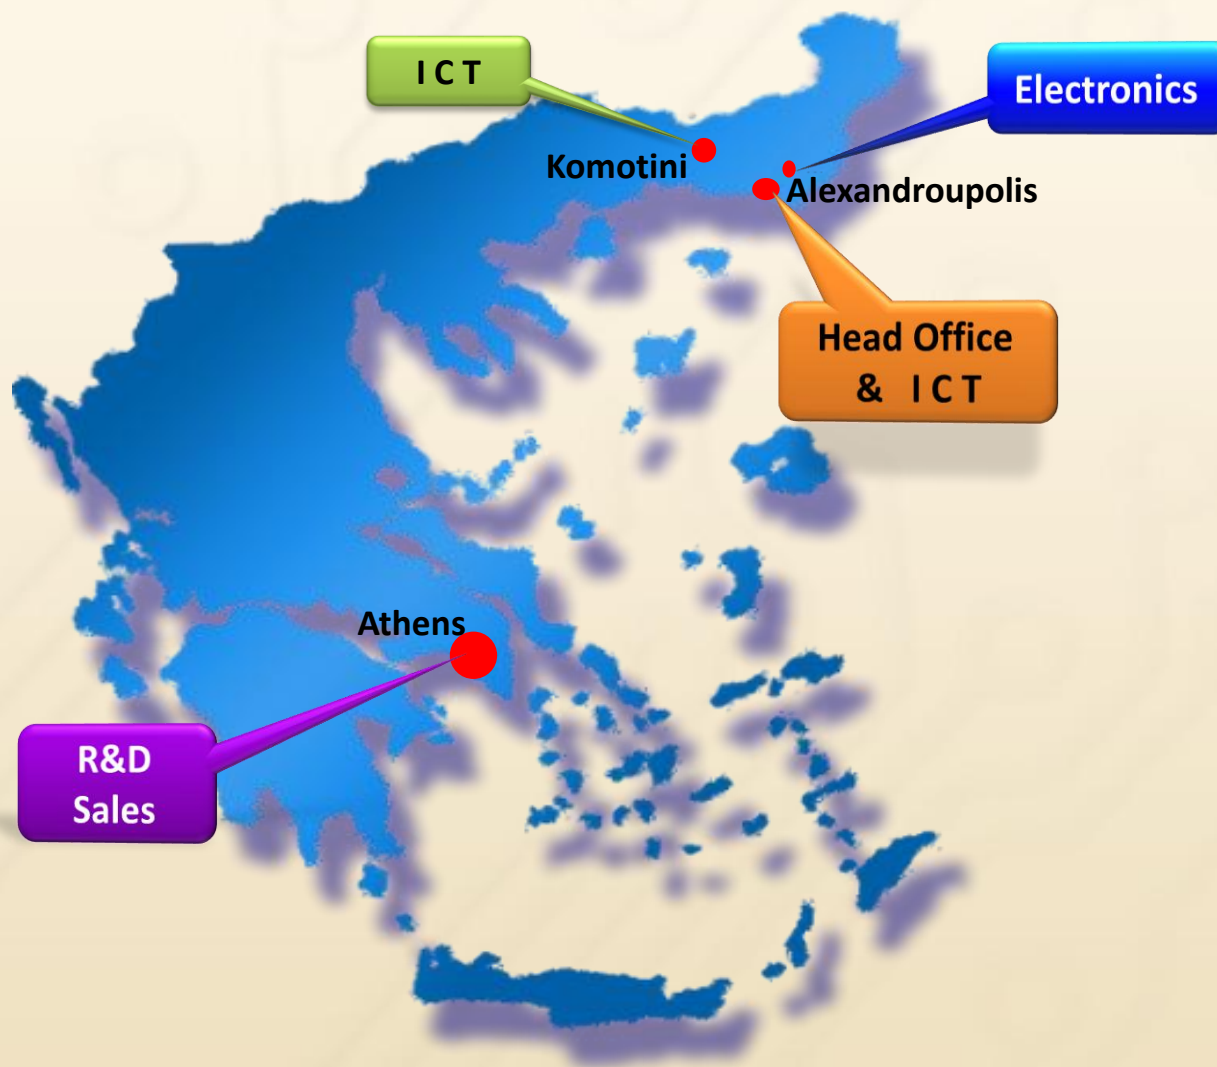 I C T
Electronics
Komotini
Alexandroupolis
Head Office
& I C T
Athens
R&D
Sales